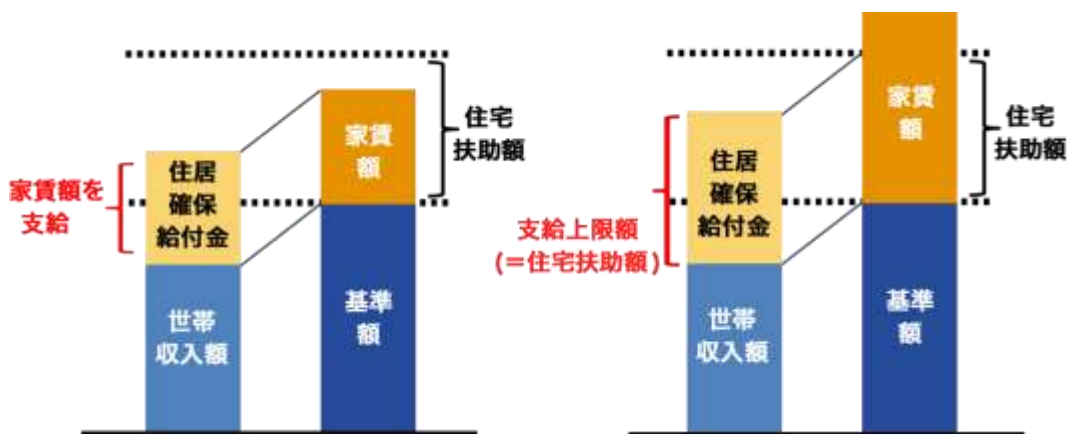 家賃額を
支給
住居
確保
給付金
世帯
収入額
家賃
額
基準
額
住宅
扶助額
支給上限額
(=住宅扶助額)
住居
確保
給付金
世帯
収入額
家賃
額
基準
額
住宅
扶助額